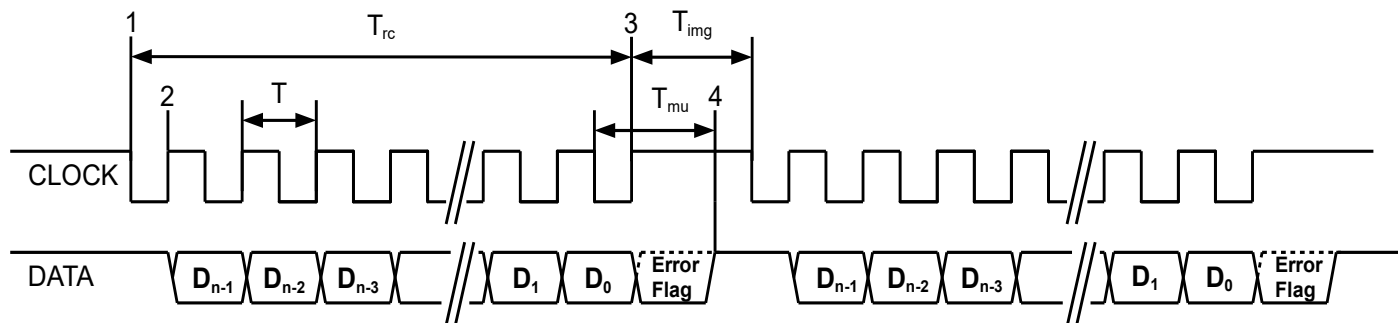 1 T_rc 3 T_img
2 T T_mu 4
CLOCK
DATA D_n-1 D_n-2 D_n-3 D_1 D_0 Error Flag D_n-1 D_n-2 D_n-3 D_1 D_0 Error Flag